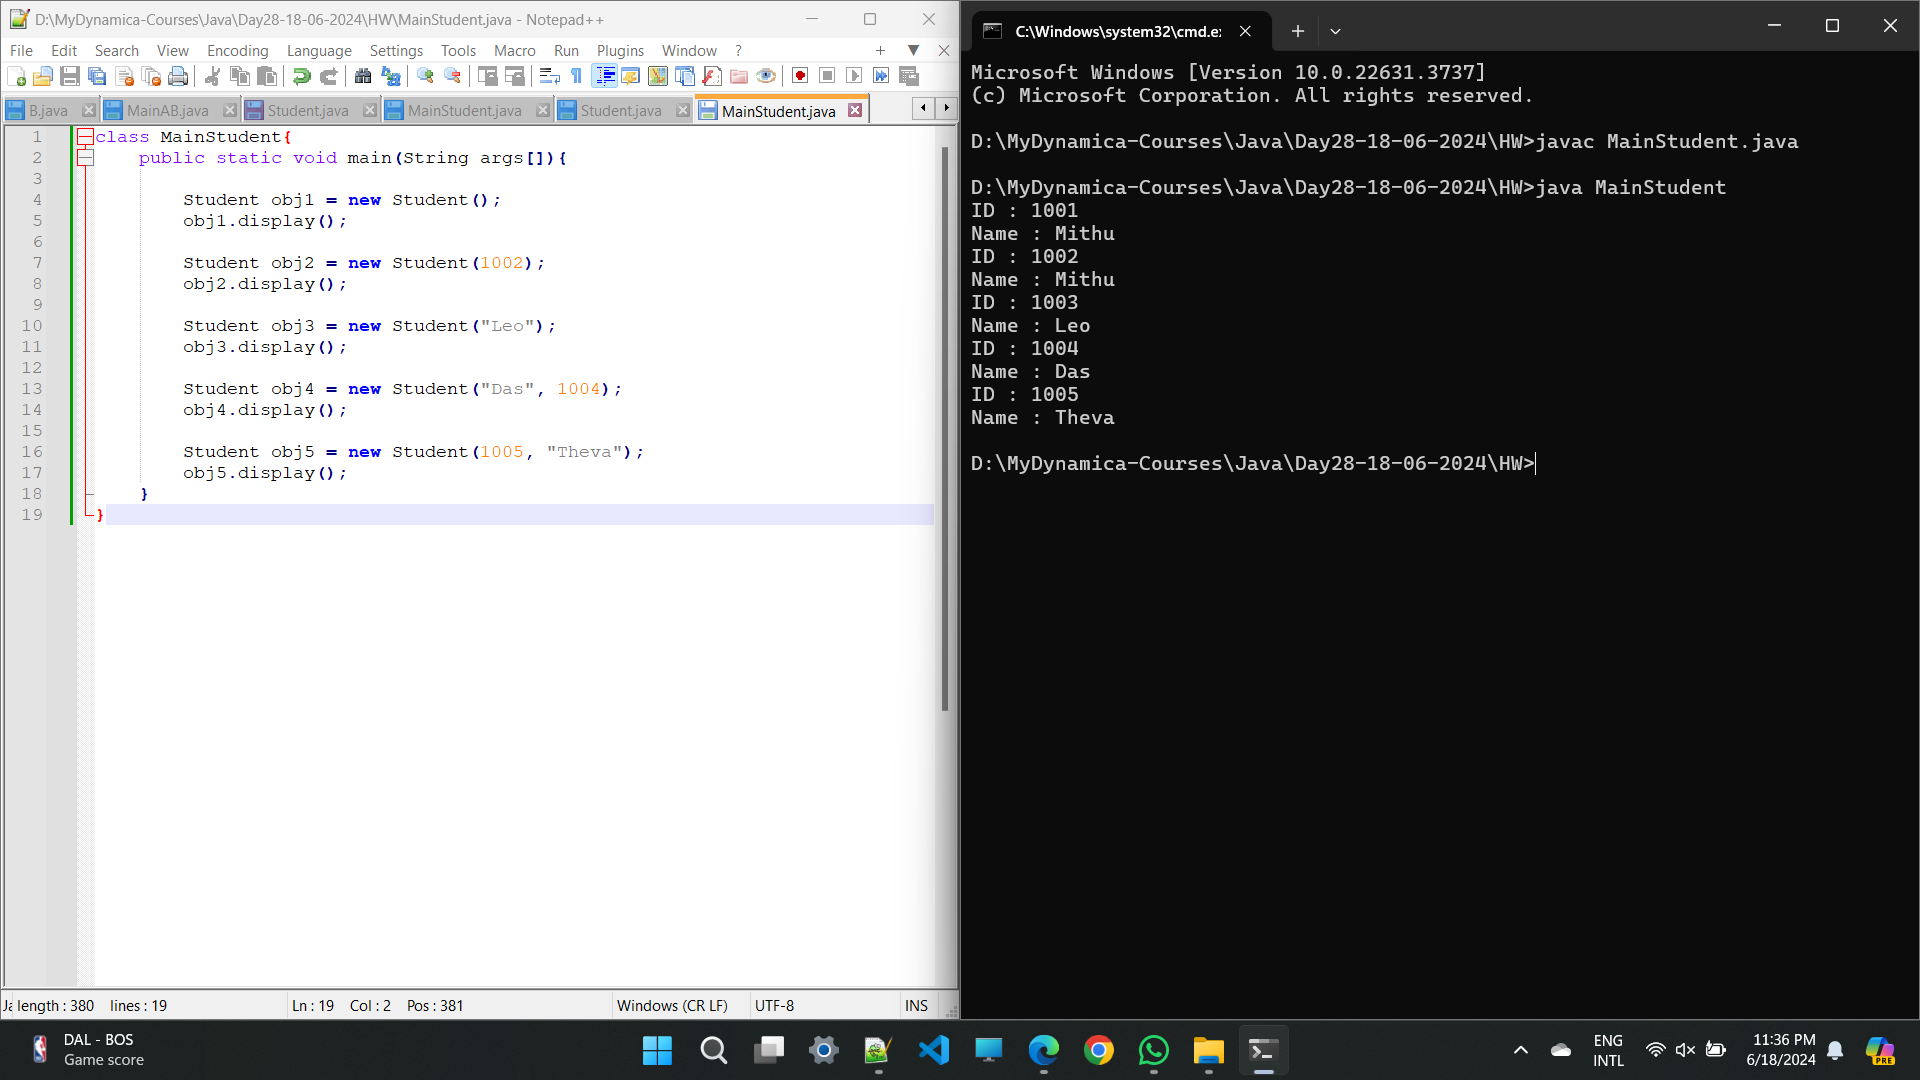 D:\MyDynamica-Courses\Java\Day28-18-06-2024\HW\MainStudent.java - Notepad++
File Edit Search View Encoding Language Settings Tools Macro Run Plugins Window ?
B.java MainAB.java Student.java MainStudent.java Student.java MainStudent.java
1 class MainStudent{
2 public static void main(String args[]){
3
4 Student obj1 = new Student();
5 obj1.display();
6
7 Student obj2 = new Student(1002);
8 obj2.display();
9
10 Student obj3 = new Student("Leo");
11 obj3.display();
12
13 Student obj4 = new Student("Das", 1004);
14 obj4.display();
15
16 Student obj5 = new Student(1005, "Theva");
17 obj5.display();
18 }
19 }
length : 380 lines : 19 Ln : 19 Col : 2 Pos : 381 Windows (CR LF) UTF-8 INS
C:\Windows\system32\cmd.e
Microsoft Windows [Version 10.0.22631.3737]
(c) Microsoft Corporation. All rights reserved.
D:\MyDynamica-Courses\Java\Day28-18-06-2024\HW>javac MainStudent.java
D:\MyDynamica-Courses\Java\Day28-18-06-2024\HW>java MainStudent
ID : 1001
Name : Mithu
ID : 1002
Name : Mithu
ID : 1003
Name : Leo
ID : 1004
Name : Das
ID : 1005
Name : Theva
D:\MyDynamica-Courses\Java\Day28-18-06-2024\HW>
DAL - BOS
Game score
ENG
INTL
11:36 PM
6/18/2024
PRE